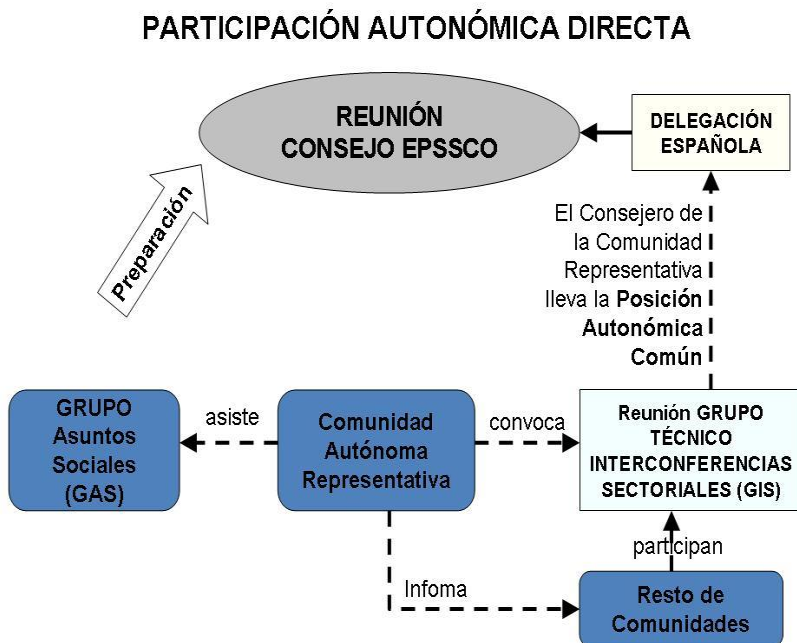 PARTICIPACIÓN AUTONÓMICA DIRECTA
REUNIÓN
CONSEJO EPSSCO
DELEGACIÓN
ESPAÑOLA
Preparación
El Consejero de
la Comunidad
Representativa
lleva la Posición
Autonómica
Común
GRUPO
Asuntos
Sociales
(GAS)
asiste
Comunidad
Autónoma
Representativa
convoca
Reunión GRUPO
TÉCNICO
INTERCONFERENCIAS
SECTORIALES (GIS)
participan
Infoma
Resto de
Comunidades